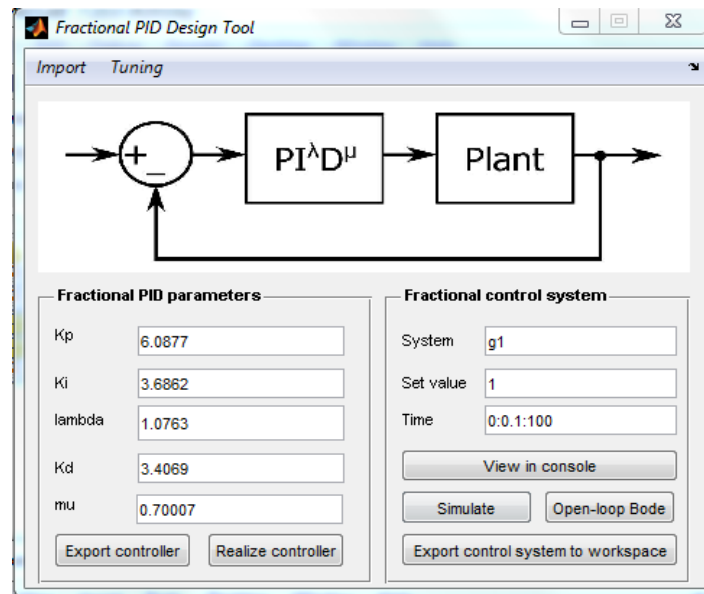 Fractional PID Design Tool
Import Tuning
+
−
PI^λD^μ
Plant
Fractional PID parameters
Kp 6.0877
Ki 3.6862
lambda 1.0763
Kd 3.4069
mu 0.70007
Export controller Realize controller
Fractional control system
System g1
Set value 1
Time 0:0.1:100
View in console
Simulate Open-loop Bode
Export control system to workspace